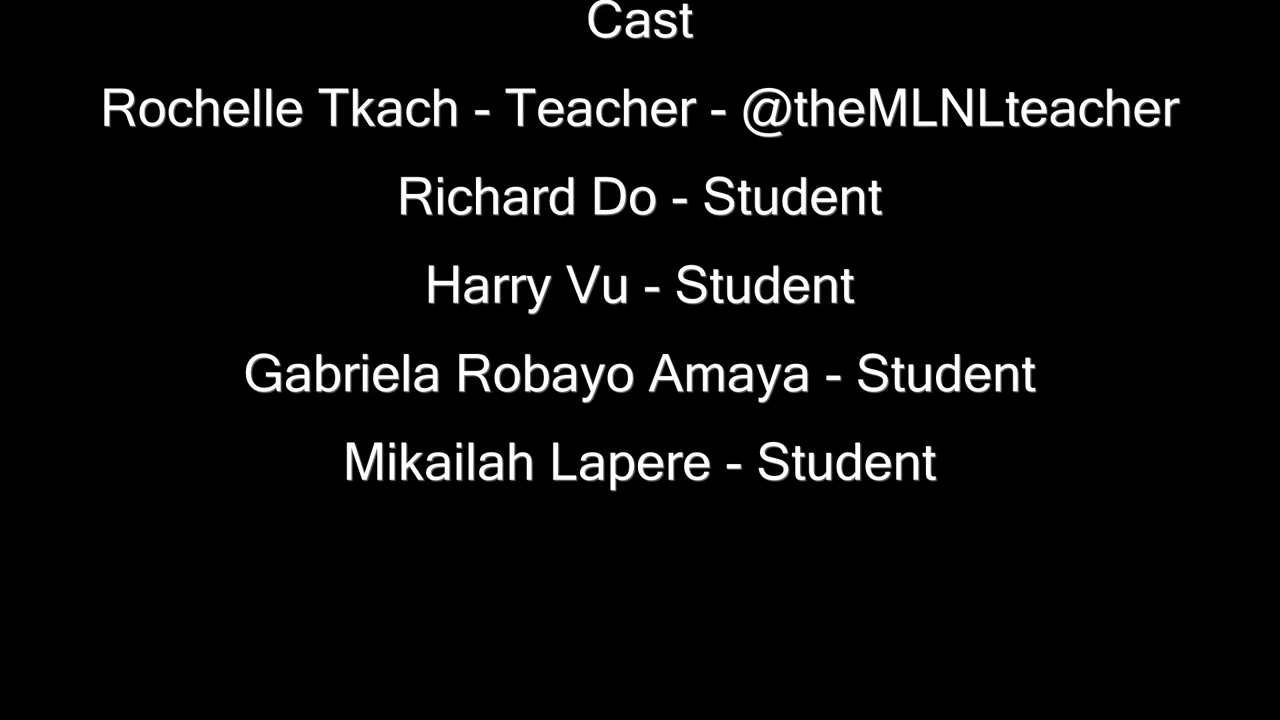 Cast
Rochelle Tkach - Teacher - @theMLNLteacher
Richard Do - Student
Harry Vu - Student
Gabriela Robayo Amaya - Student
Mikailah Lapere - Student